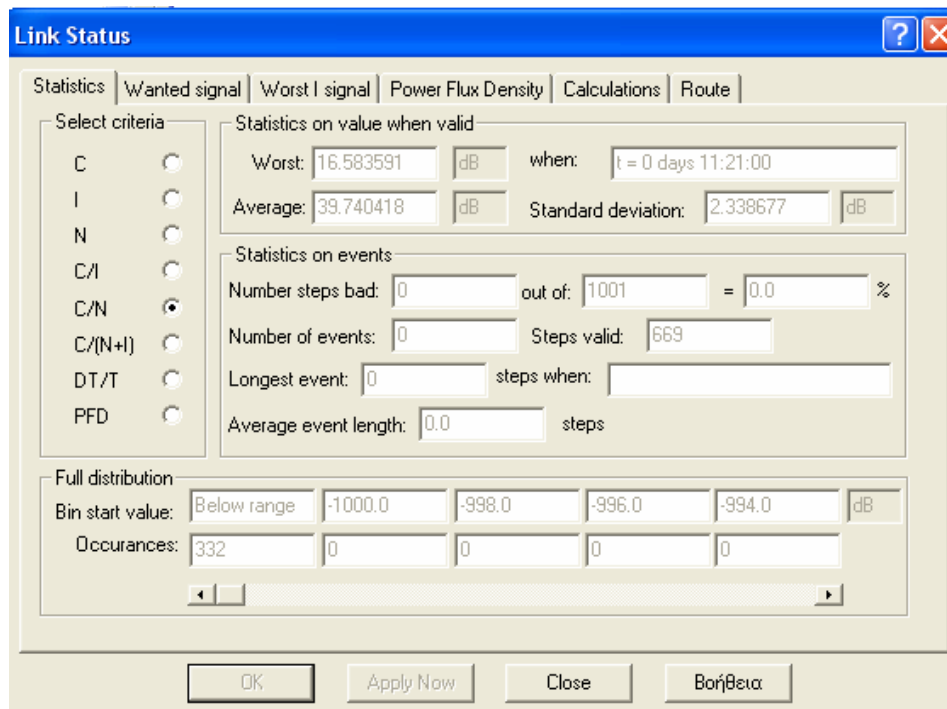 Link Status
Statistics Wanted signal Worst I signal Power Flux Density Calculations Route
Select criteria
C
I
N
C/I
C/N
C/(N+I)
DT/T
PFD
Statistics on value when valid
Worst: 16.583591 dB when: t = 0 days 11:21:00
Average: 39.740418 dB Standard deviation: 2.338677 dB
Statistics on events
Number steps bad: 0 out of: 1001 = 0.0 %
Number of events: 0 Steps valid: 669
Longest event: 0 steps when:
Average event length: 0.0 steps
Full distribution
Bin start value: Below range -1000.0 -998.0 -996.0 -994.0 dB
Occurances: 332 0 0 0 0
OK Apply Now Close Βοήθεια